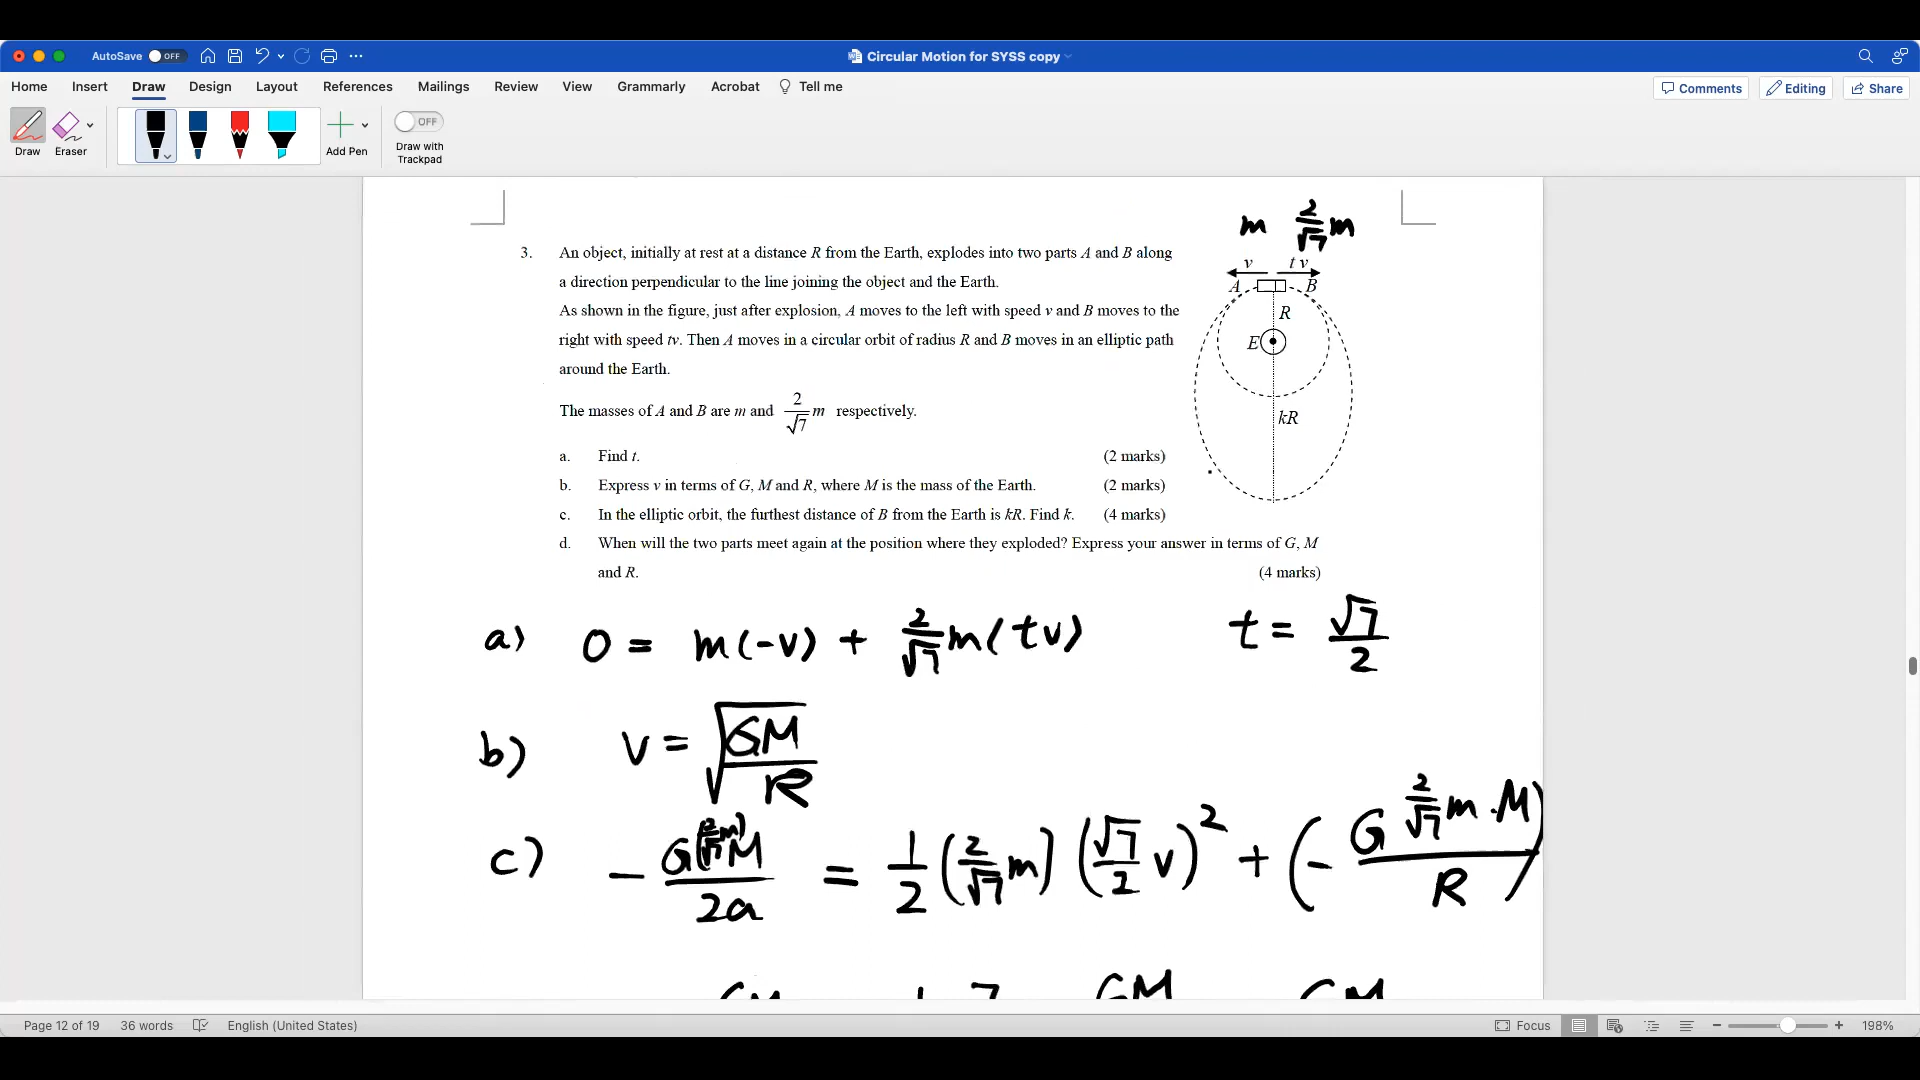 AutoSave OFF
Circular Motion for SYSS copy
Home Insert Draw Design Layout References Mailings Review View Grammarly Acrobat Tell me
Comments Editing Share
OFF
Draw Eraser Add Pen Draw with Trackpad
m 2/√7 m
3. An object, initially at rest at a distance R from the Earth, explodes into two parts A and B along
a direction perpendicular to the line joining the object and the Earth.
As shown in the figure, just after explosion, A moves to the left with speed v and B moves to the
right with speed tv. Then A moves in a circular orbit of radius R and B moves in an elliptic path
around the Earth.
The masses of A and B are m and 2/√7 m respectively.
v tv
A B
R
E
kR
a. Find t. (2 marks)
b. Express v in terms of G, M and R, where M is the mass of the Earth. (2 marks)
c. In the elliptic orbit, the furthest distance of B from the Earth is kR. Find k. (4 marks)
d. When will the two parts meet again at the position where they exploded? Express your answer in terms of G, M
and R. (4 marks)
a) 0 = m(-v) + 2/√7 m(tv) t = √7/2
b) v = √(GM/R)
c) - G(2/√7 m)M / 2a = 1/2 (2/√7 m) (√7/2 v)² + (- G 2/√7 m · M / R)
GM 7 GM GM
Page 12 of 19 36 words English (United States) Focus 198%